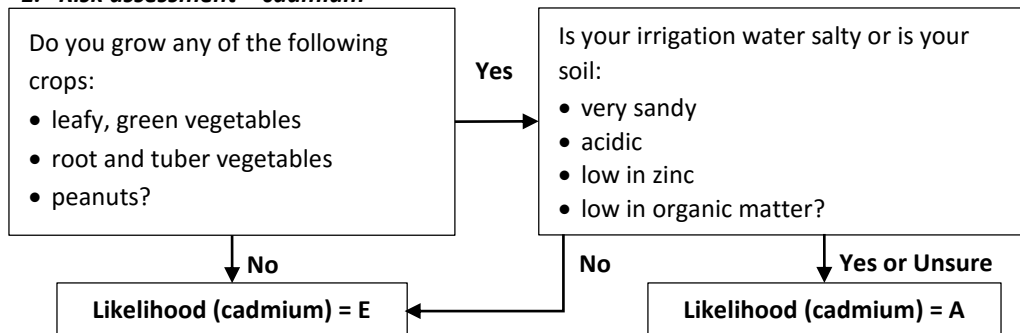 2. Risk assessment – cadmium
Do you grow any of the following
crops:
• leafy, green vegetables
• root and tuber vegetables
• peanuts?
Yes
Is your irrigation water salty or is your
soil:
• very sandy
• acidic
• low in zinc
• low in organic matter?
No
No
Yes or Unsure
Likelihood (cadmium) = E
Likelihood (cadmium) = A